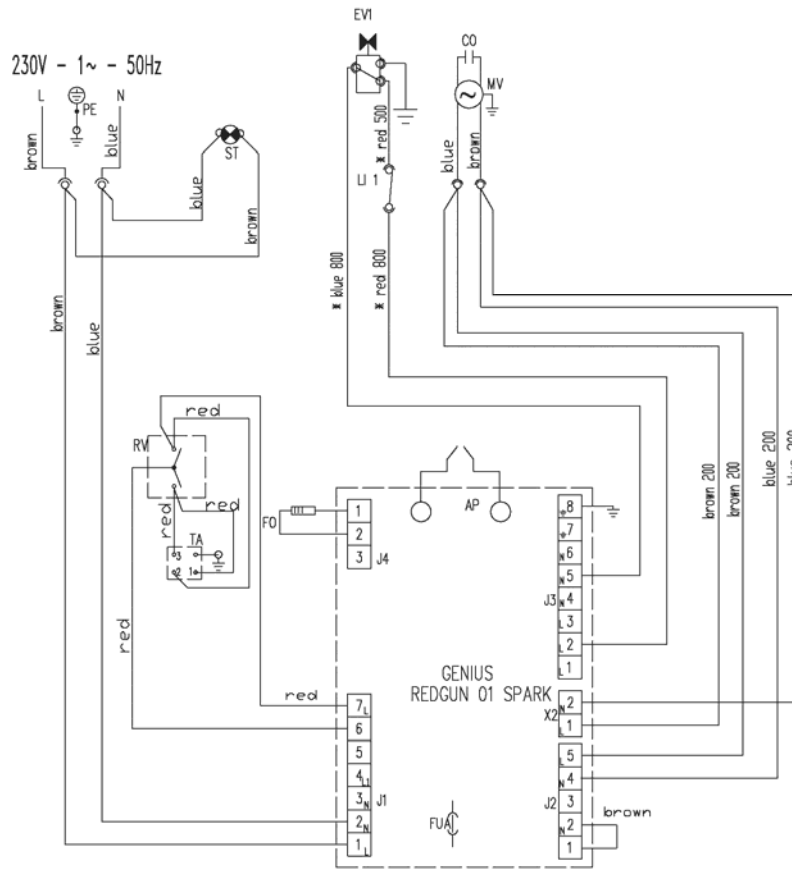 EV1
CO
MV
230V - 1~ - 50Hz
L
PE
N
brown
blue
ST
blue
brown
* red 500
LI 1
blue
brown
* blue 800
* red 800
brown
blue
red
RV
red
red
TA
3
2
1
red
red
FO
1
2
3
J4
AP
8
7
N 6
N 5
J3 N 4
L 3
L 2
L 1
GENIUS
REDGUN 01 SPARK
X2 N 2
L 1
7 L
6
5
4 L1
3 N J1
2 N
1 L
FUA
L 5
N 4
J2 3
N 2
1
brown
brown 200
brown 200
blue 200
blue 200